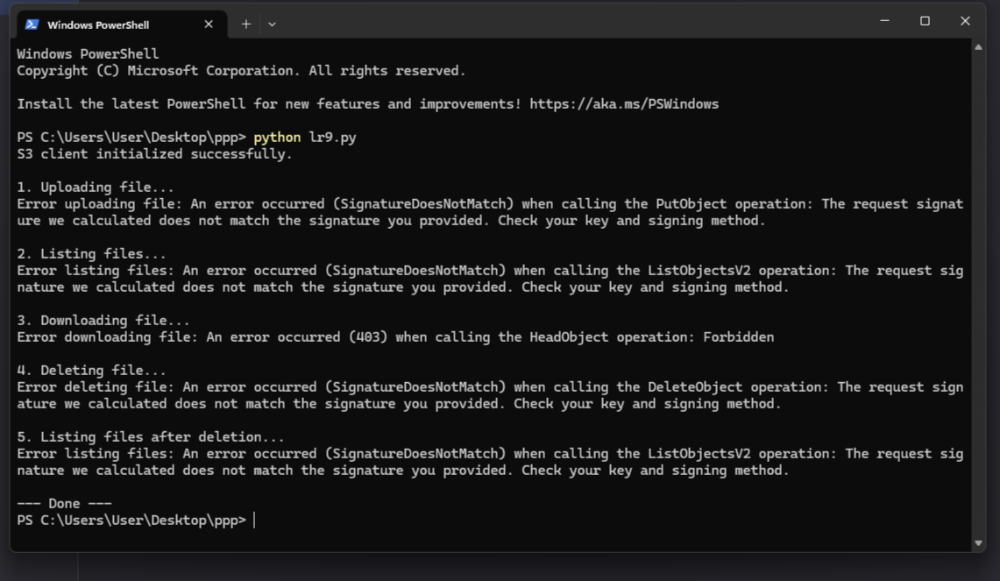 Windows PowerShell
Windows PowerShell
Copyright (C) Microsoft Corporation. All rights reserved.
Install the latest PowerShell for new features and improvements! https://aka.ms/PSWindows
PS C:\Users\User\Desktop\ppp> python lr9.py
S3 client initialized successfully.
1. Uploading file...
Error uploading file: An error occurred (SignatureDoesNotMatch) when calling the PutObject operation: The request signat
ure we calculated does not match the signature you provided. Check your key and signing method.
2. Listing files...
Error listing files: An error occurred (SignatureDoesNotMatch) when calling the ListObjectsV2 operation: The request sig
nature we calculated does not match the signature you provided. Check your key and signing method.
3. Downloading file...
Error downloading file: An error occurred (403) when calling the HeadObject operation: Forbidden
4. Deleting file...
Error deleting file: An error occurred (SignatureDoesNotMatch) when calling the DeleteObject operation: The request sign
ature we calculated does not match the signature you provided. Check your key and signing method.
5. Listing files after deletion...
Error listing files: An error occurred (SignatureDoesNotMatch) when calling the ListObjectsV2 operation: The request sig
nature we calculated does not match the signature you provided. Check your key and signing method.
--- Done ---
PS C:\Users\User\Desktop\ppp>